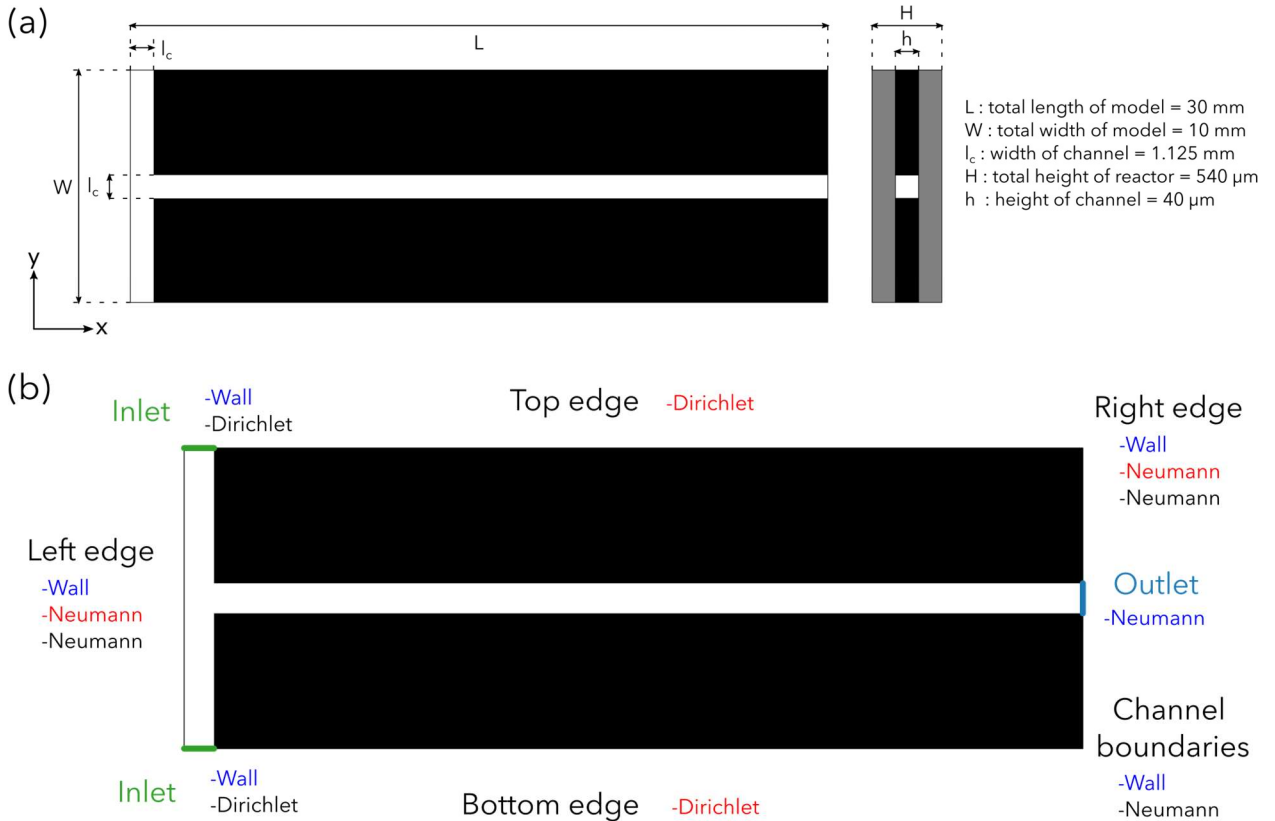 (a)
L
l_c
H
h
W
l_c
y
x
L : total length of model = 30 mm
W : total width of model = 10 mm
l_c : width of channel = 1.125 mm
H : total height of reactor = 540 μm
h : height of channel = 40 μm
(b)
Inlet
-Wall
-Dirichlet
Top edge -Dirichlet
Right edge
-Wall
-Neumann
-Neumann
Left edge
-Wall
-Neumann
-Neumann
Outlet
-Neumann
Channel
boundaries
-Wall
-Neumann
Inlet
-Wall
-Dirichlet
Bottom edge -Dirichlet